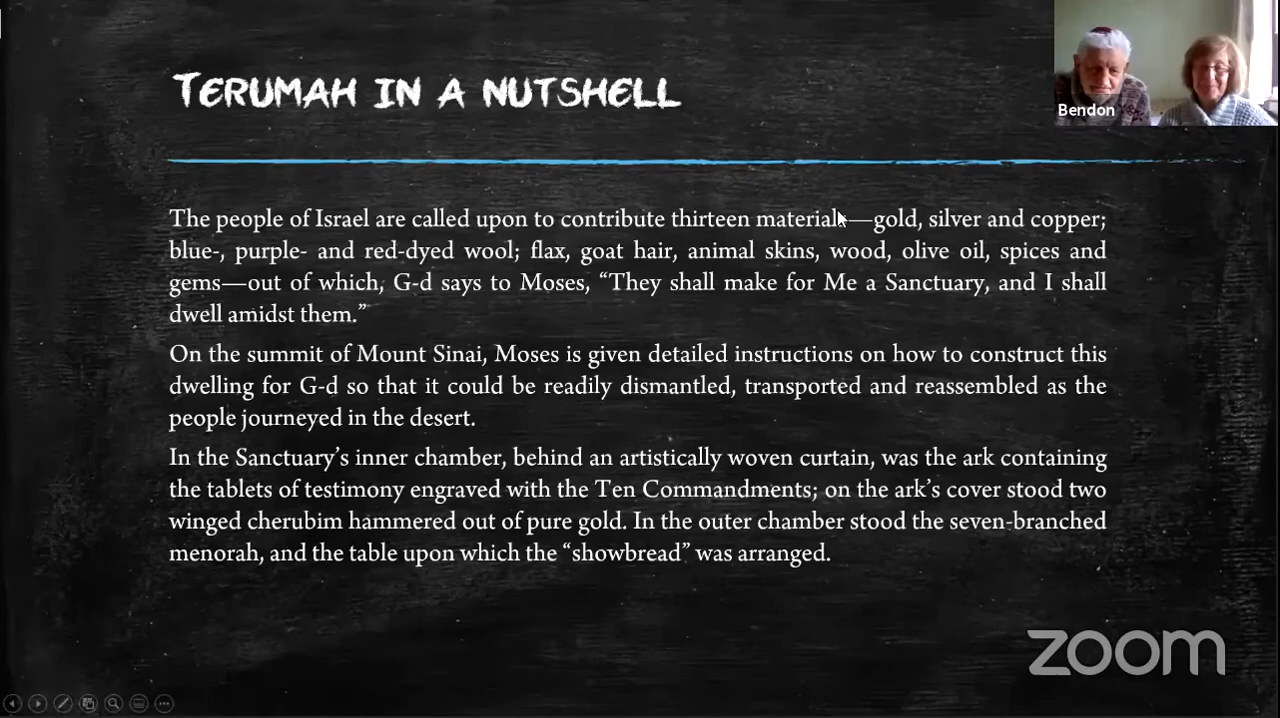 TERUMAH IN A NUTSHELL
Bendon
The people of Israel are called upon to contribute thirteen materials—gold, silver and copper;
blue-, purple- and red-dyed wool; flax, goat hair, animal skins, wood, olive oil, spices and
gems—out of which, G-d says to Moses, “They shall make for Me a Sanctuary, and I shall
dwell amidst them.”
On the summit of Mount Sinai, Moses is given detailed instructions on how to construct this
dwelling for G-d so that it could be readily dismantled, transported and reassembled as the
people journeyed in the desert.
In the Sanctuary’s inner chamber, behind an artistically woven curtain, was the ark containing
the tablets of testimony engraved with the Ten Commandments; on the ark’s cover stood two
winged cherubim hammered out of pure gold. In the outer chamber stood the seven-branched
menorah, and the table upon which the “showbread” was arranged.
zoom